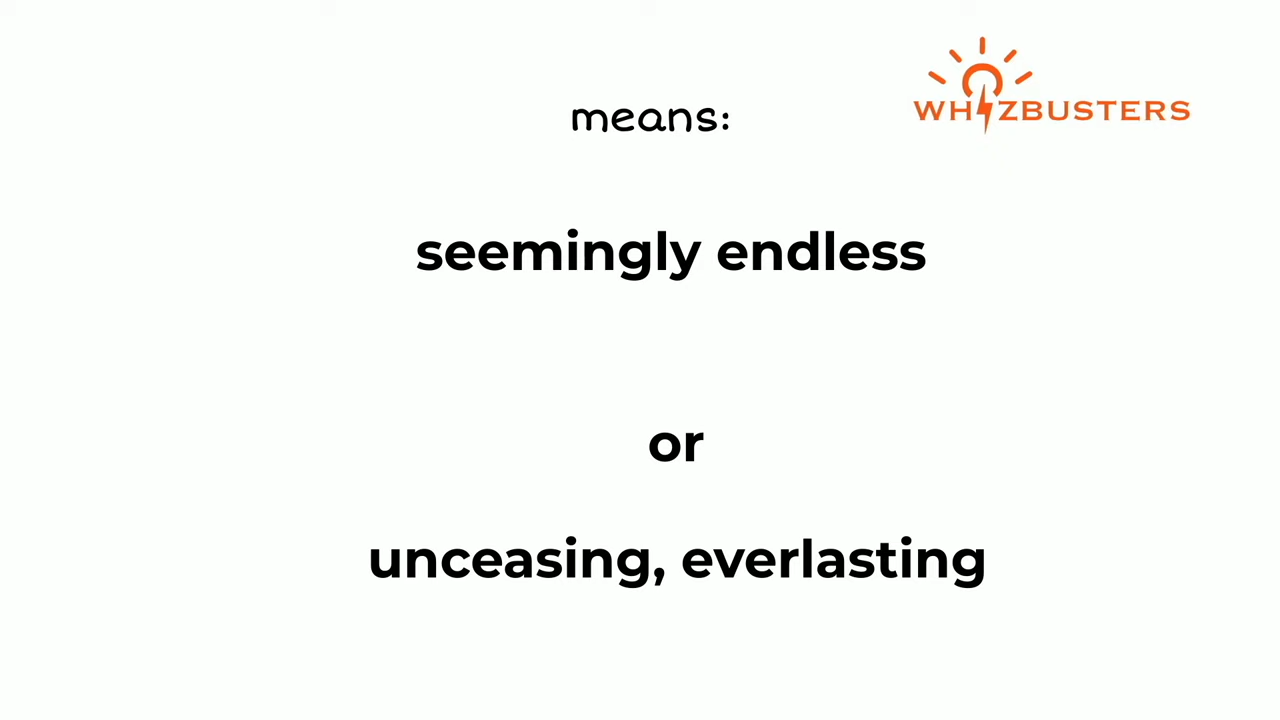 means:
WHIZBUSTERS
seemingly endless
or
unceasing, everlasting